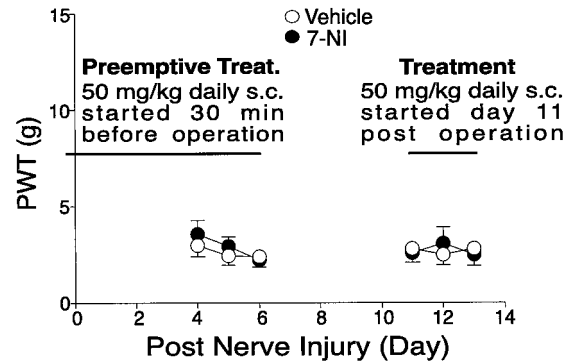 Vehicle
7-NI
Preemptive Treat.
50 mg/kg daily s.c.
started 30 min
before operation
Treatment
50 mg/kg daily s.c.
started day 11
post operation
PWT (g)
15
10
5
0
0 2 4 6 8 10 12 14
Post Nerve Injury (Day)